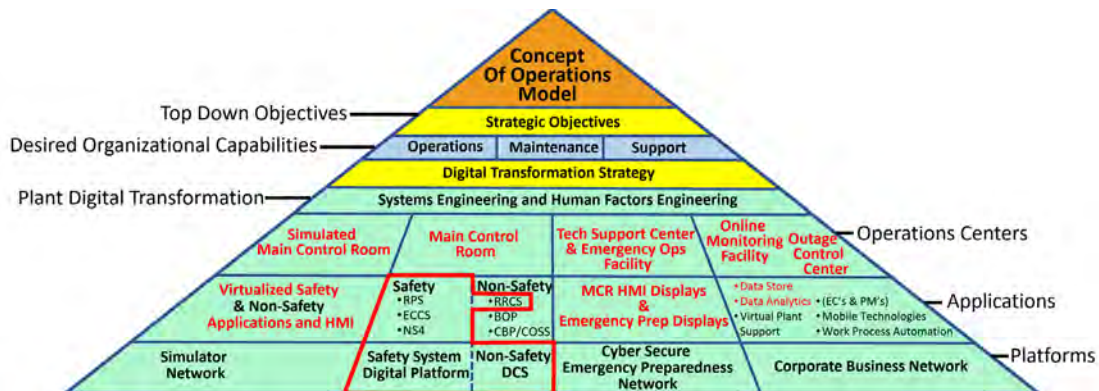 Concept
Of Operations
Model
Top Down Objectives
Strategic Objectives
Desired Organizational Capabilities
Operations
Maintenance
Support
Digital Transformation Strategy
Plant Digital Transformation
Systems Engineering and Human Factors Engineering
Simulated
Main Control Room
Main Control
Room
Tech Support Center
& Emergency Ops
Facility
Online
Monitoring
Facility
Outage
Control
Center
Operations Centers
Virtualized Safety
& Non-Safety
Applications and HMI
Safety
•RPS
•ECCS
•NS4
Non-Safety
•RRCS
•BOP
•CBP/COSS
MCR HMI Displays
&
Emergency Prep Displays
•Data Store
•Data Analytics
•Virtual Plant
Support
•(EC's & PM's)
•Mobile Technologies
•Work Process Automation
Applications
Simulator
Network
Safety System
Digital Platform
Non-Safety
DCS
Cyber Secure
Emergency Preparedness
Network
Corporate Business Network
Platforms